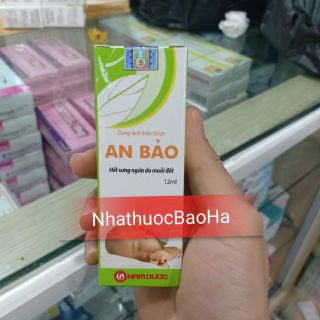 Dung dịch thảo dược
AN BẢO
Hết sưng ngứa do muỗi đốt
12ml
NhathuocBaoHa
NAM DƯỢC